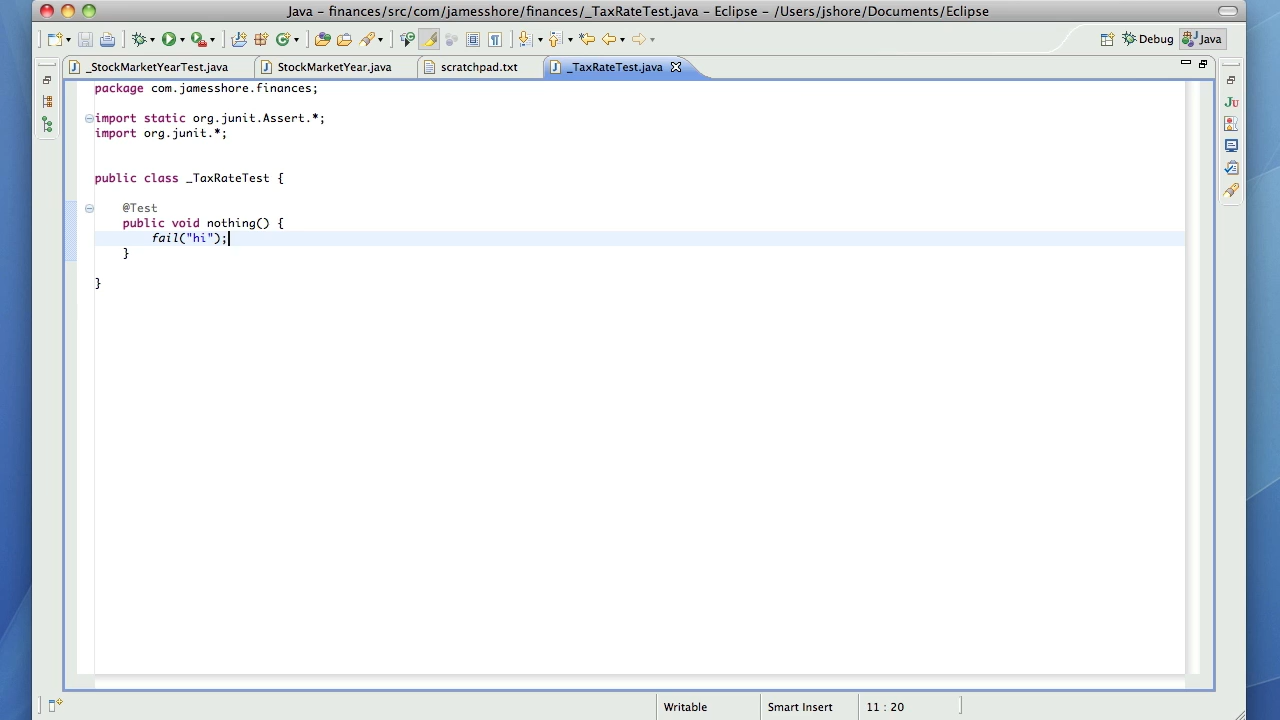 Java – finances/src/com/jamesshore/finances/_TaxRateTest.java – Eclipse – /Users/jshore/Documents/Eclipse
Debug
Java
_StockMarketYearTest.java
StockMarketYear.java
scratchpad.txt
_TaxRateTest.java
package com.jamesshore.finances;
import static org.junit.Assert.*;
import org.junit.*;
public class _TaxRateTest {
@Test
public void nothing() {
fail("hi");
}
}
Writable
Smart Insert
11 : 20